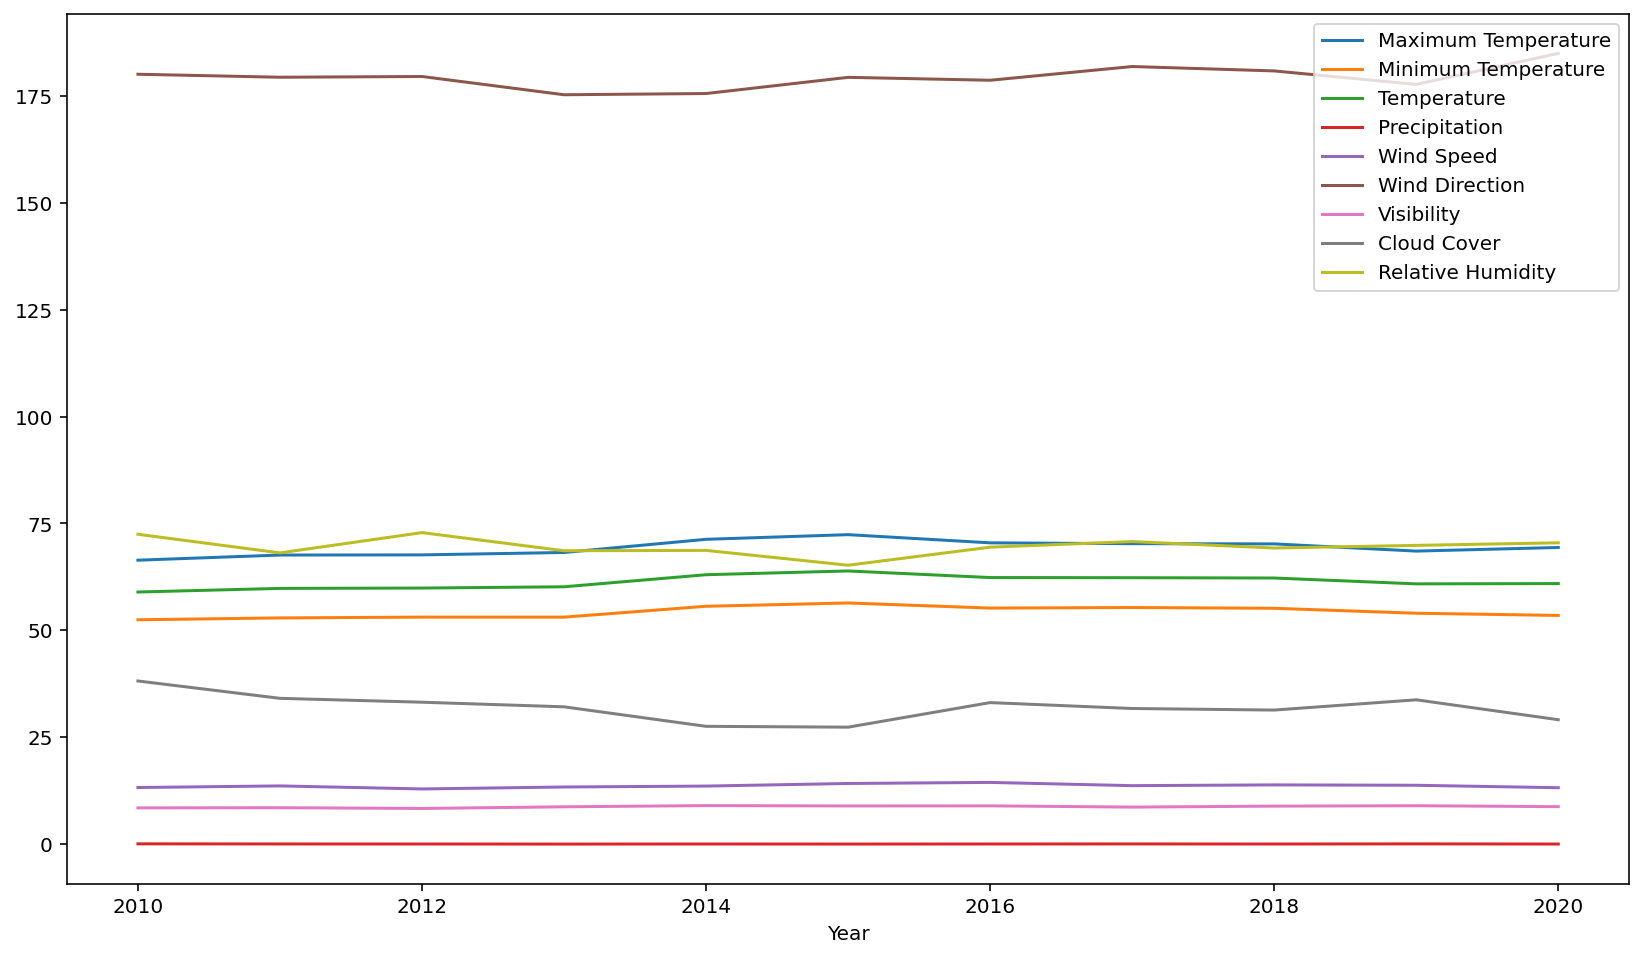 Maximum Temperature
Minimum Temperature
Temperature
Precipitation
Wind Speed
Wind Direction
Visibility
Cloud Cover
Relative Humidity
175
150
125
100
75
50
25
0
2010 2012 2014 2016 2018 2020
Year